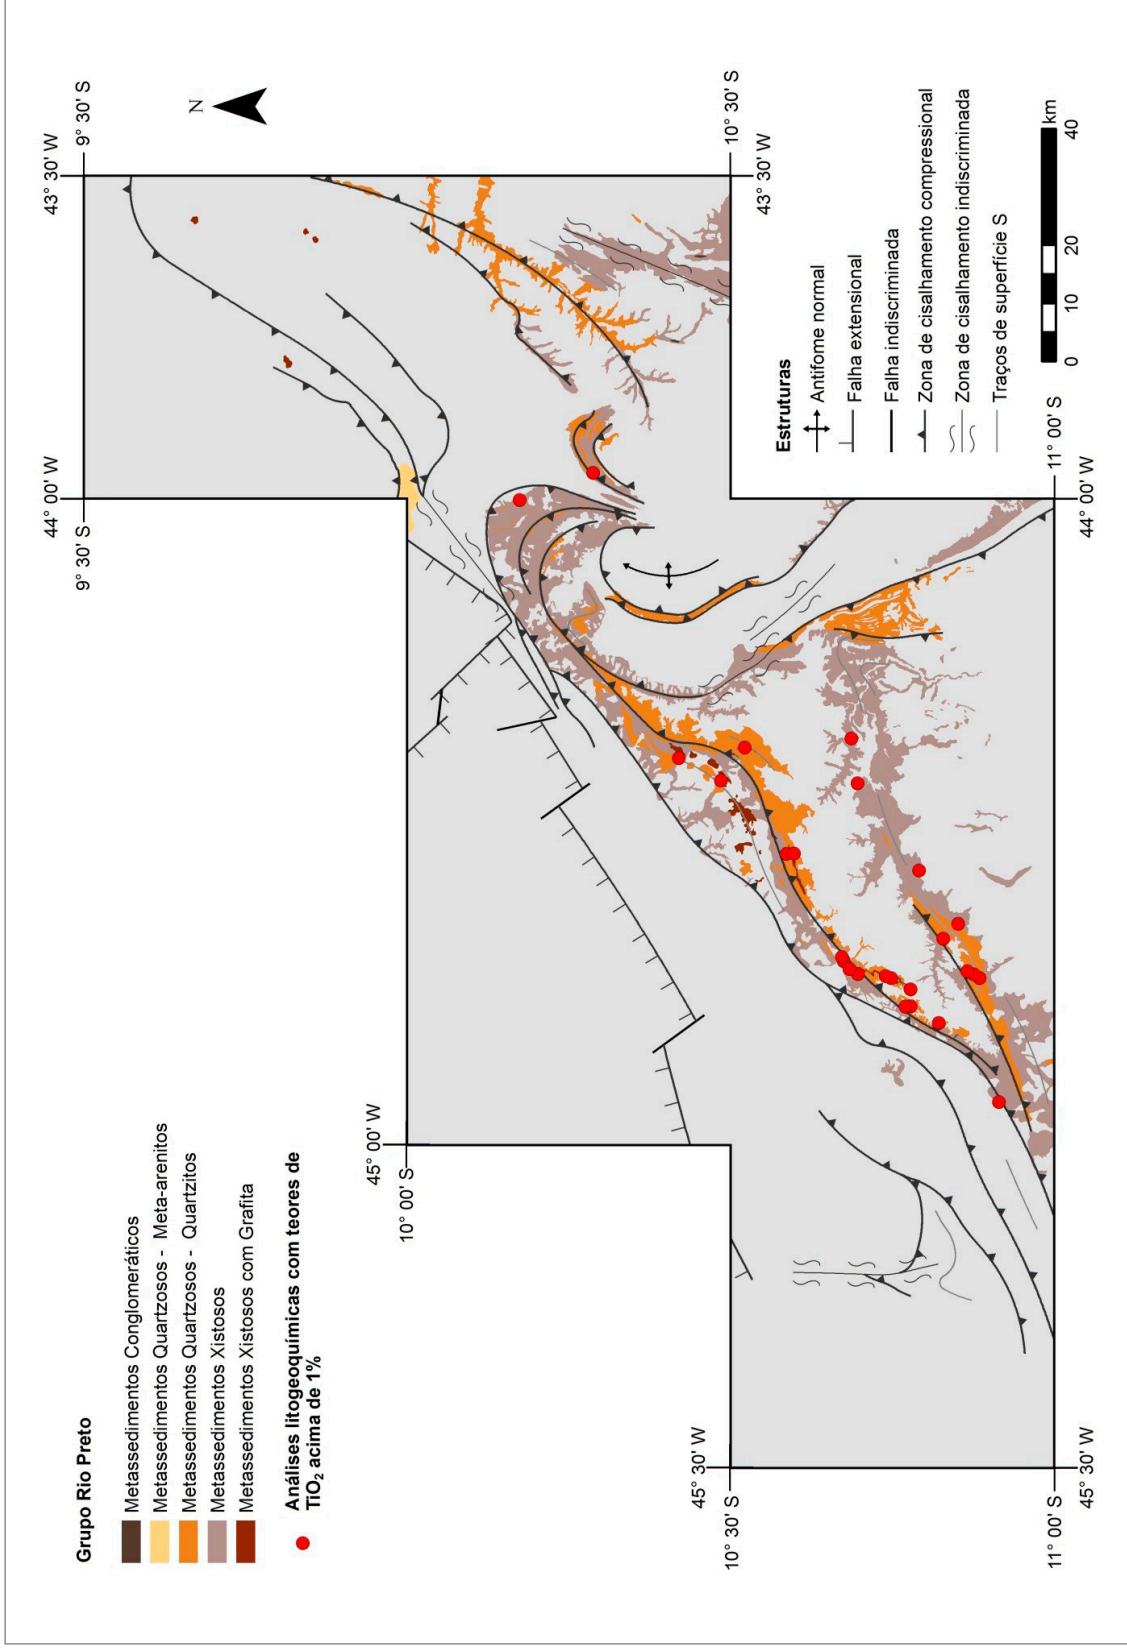 Grupo Rio Preto
Metassedimentos Conglomeráticos
Metassedimentos Quartzosos - Meta-arenitos
Metassedimentos Quartzosos - Quartzitos
Metassedimentos Xistosos
Metassedimentos Xistosos com Grafita
Análises litogeoquímicas com teores de
TiO₂ acima de 1%
N
44° 00' W
43° 30' W
9° 30' S
9° 30' S
45° 00' W
10° 00' S
10° 30' S
43° 30' W
45° 30' W
10° 30' S
11° 00' S
44° 00' W
11° 00' S
45° 30' W
Estruturas
Antifome normal
Falha extensional
Falha indiscriminada
Zona de cisalhamento compressional
Zona de cisalhamento indiscriminada
Traços de superfície S
0 10 20 40
km